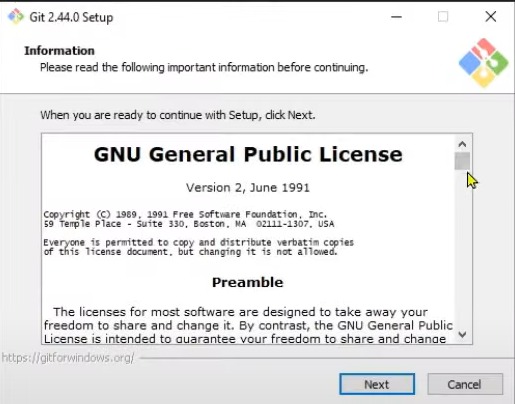 Git 2.44.0 Setup
Information
Please read the following important information before continuing.
When you are ready to continue with Setup, click Next.
GNU General Public License
Version 2, June 1991
Copyright (C) 1989, 1991 Free Software Foundation, Inc.
59 Temple Place - Suite 330, Boston, MA  02111-1307, USA
Everyone is permitted to copy and distribute verbatim copies
of this license document, but changing it is not allowed.
Preamble
The licenses for most software are designed to take away your
freedom to share and change it. By contrast, the GNU General Public
License is intended to guarantee your freedom to share and change
https://gitforwindows.org/
Next
Cancel